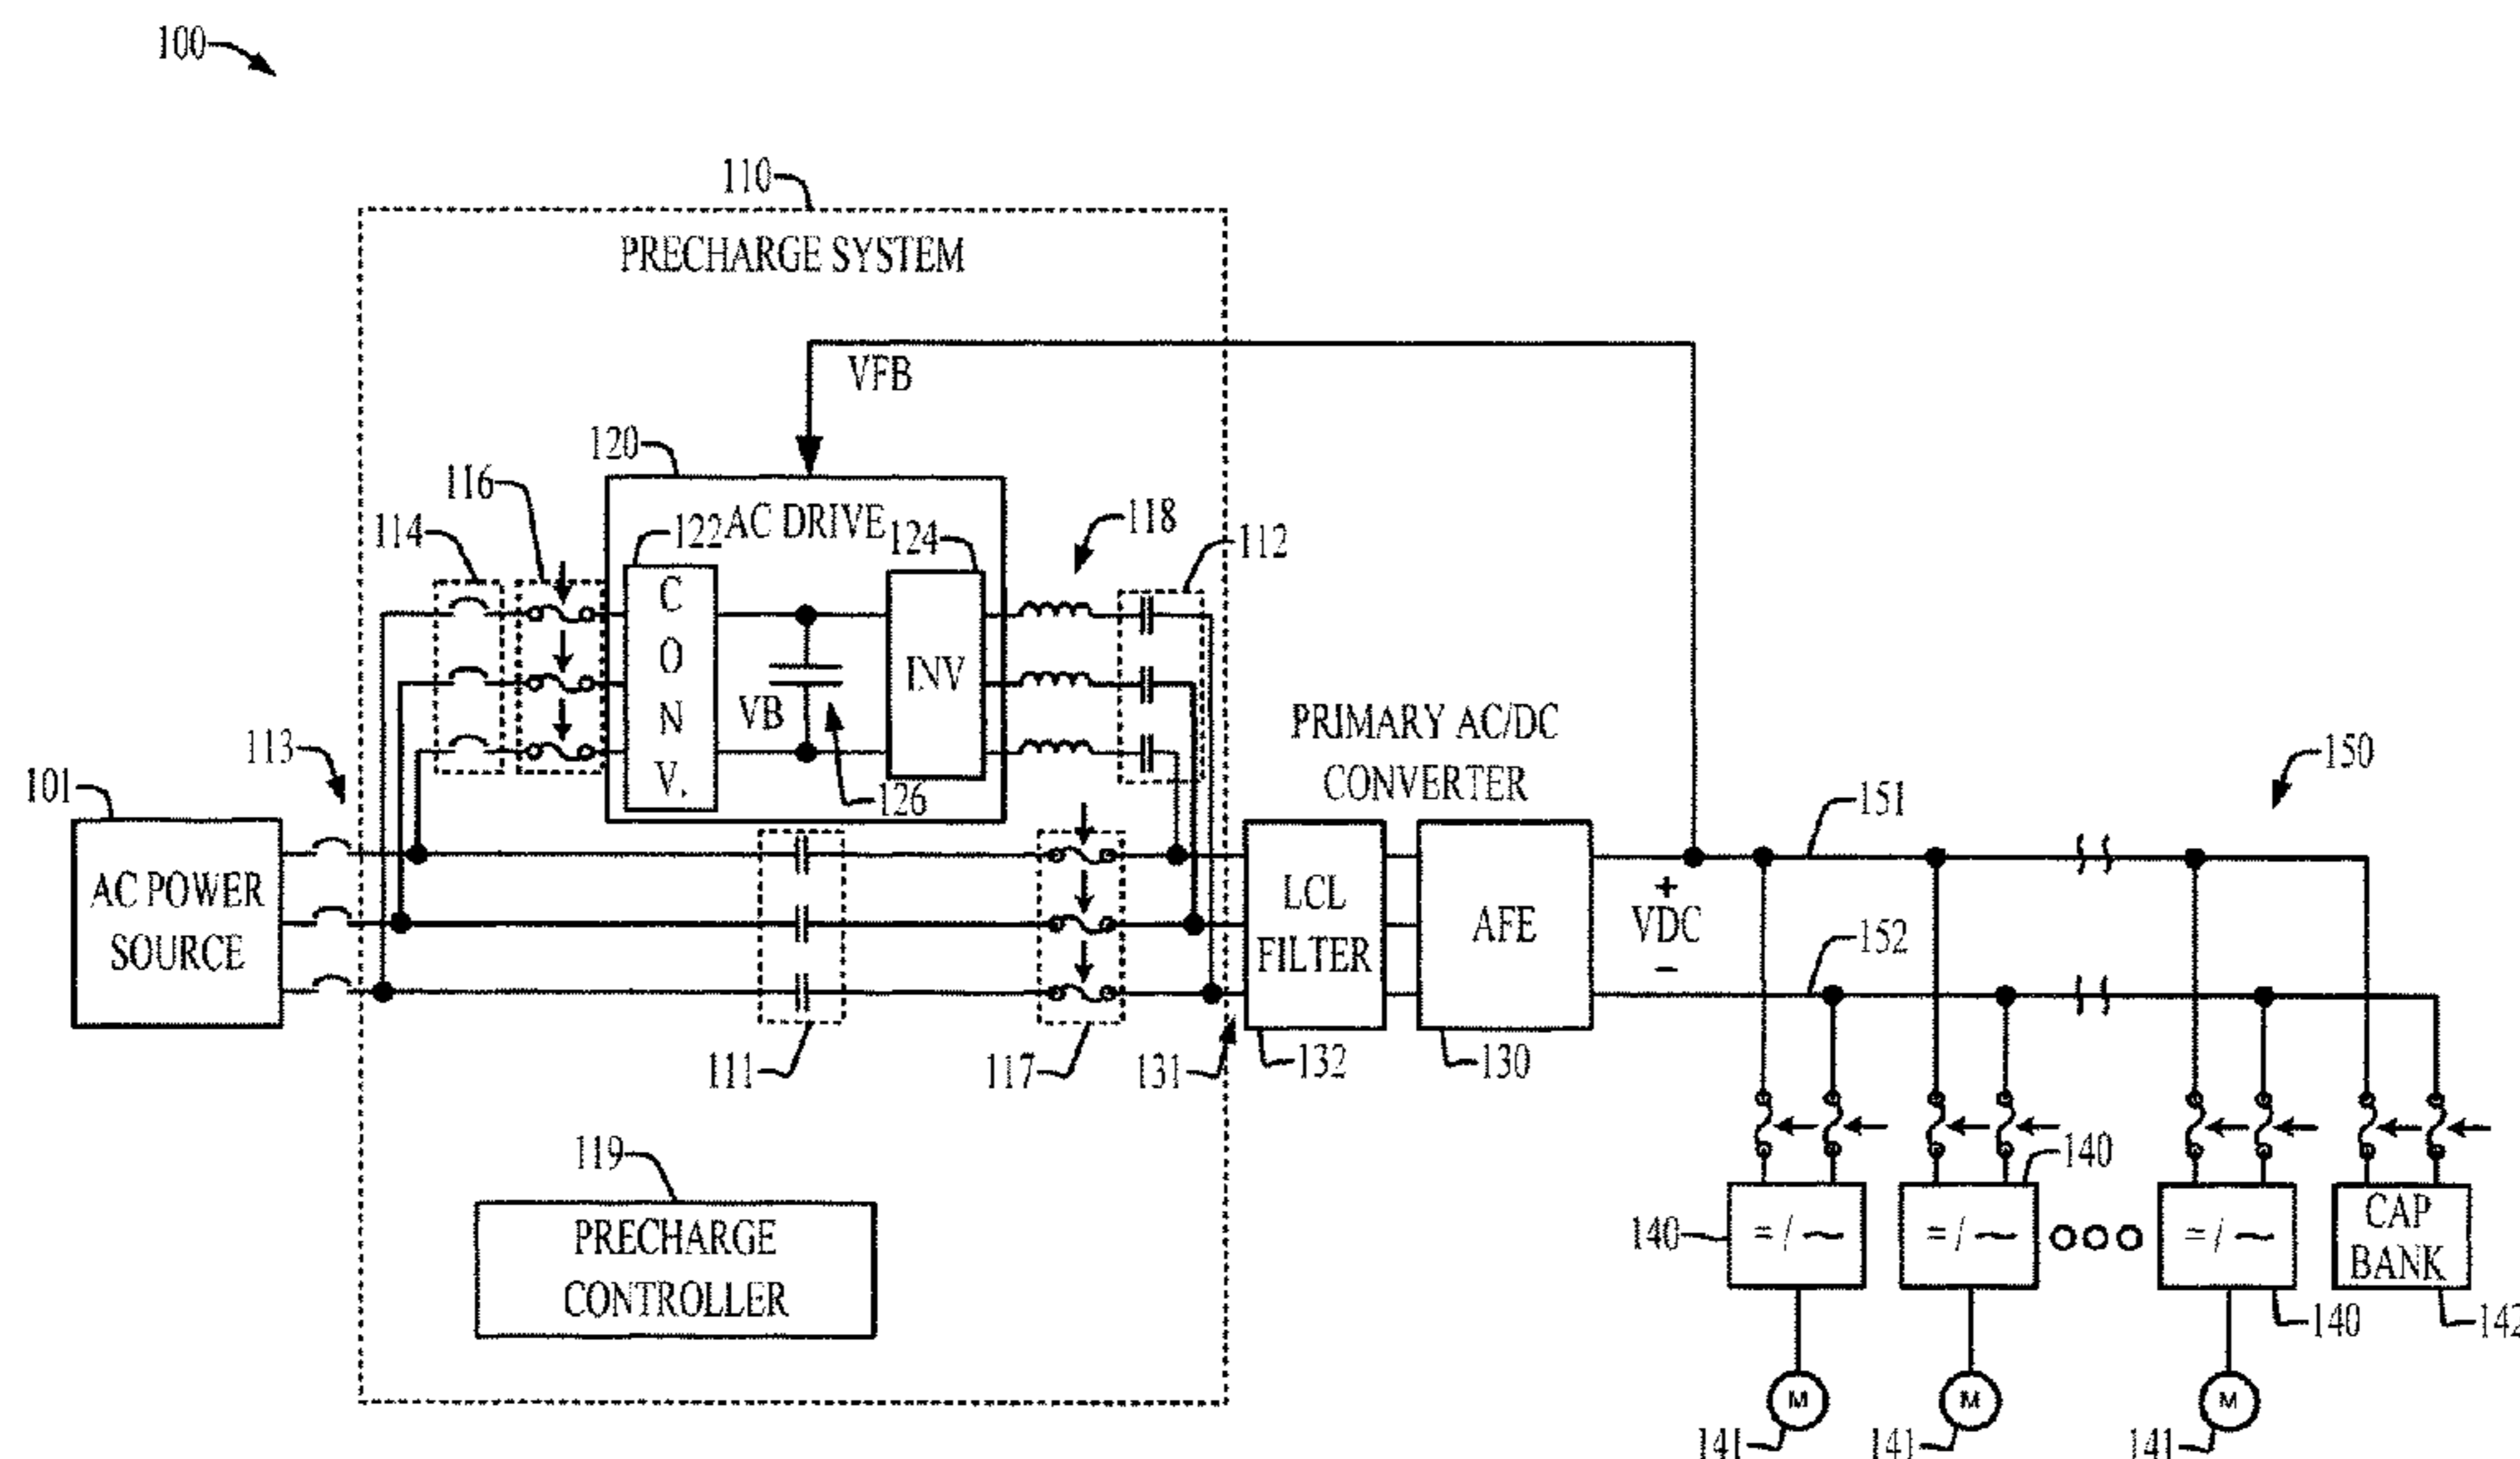 100
110
PRECHARGE SYSTEM
VFB
120
116
114
122
AC DRIVE
124
118
112
C
O
N
V.
INV
VB
126
113
101
AC POWER
SOURCE
PRIMARY AC/DC
CONVERTER
150
151
LCL
FILTER
AFE
+
VDC
−
152
111
117
131
132
130
119
PRECHARGE
CONTROLLER
140
=/~
140
=/~
=/~
140
CAP
BANK
142
M
M
M
141
141
141